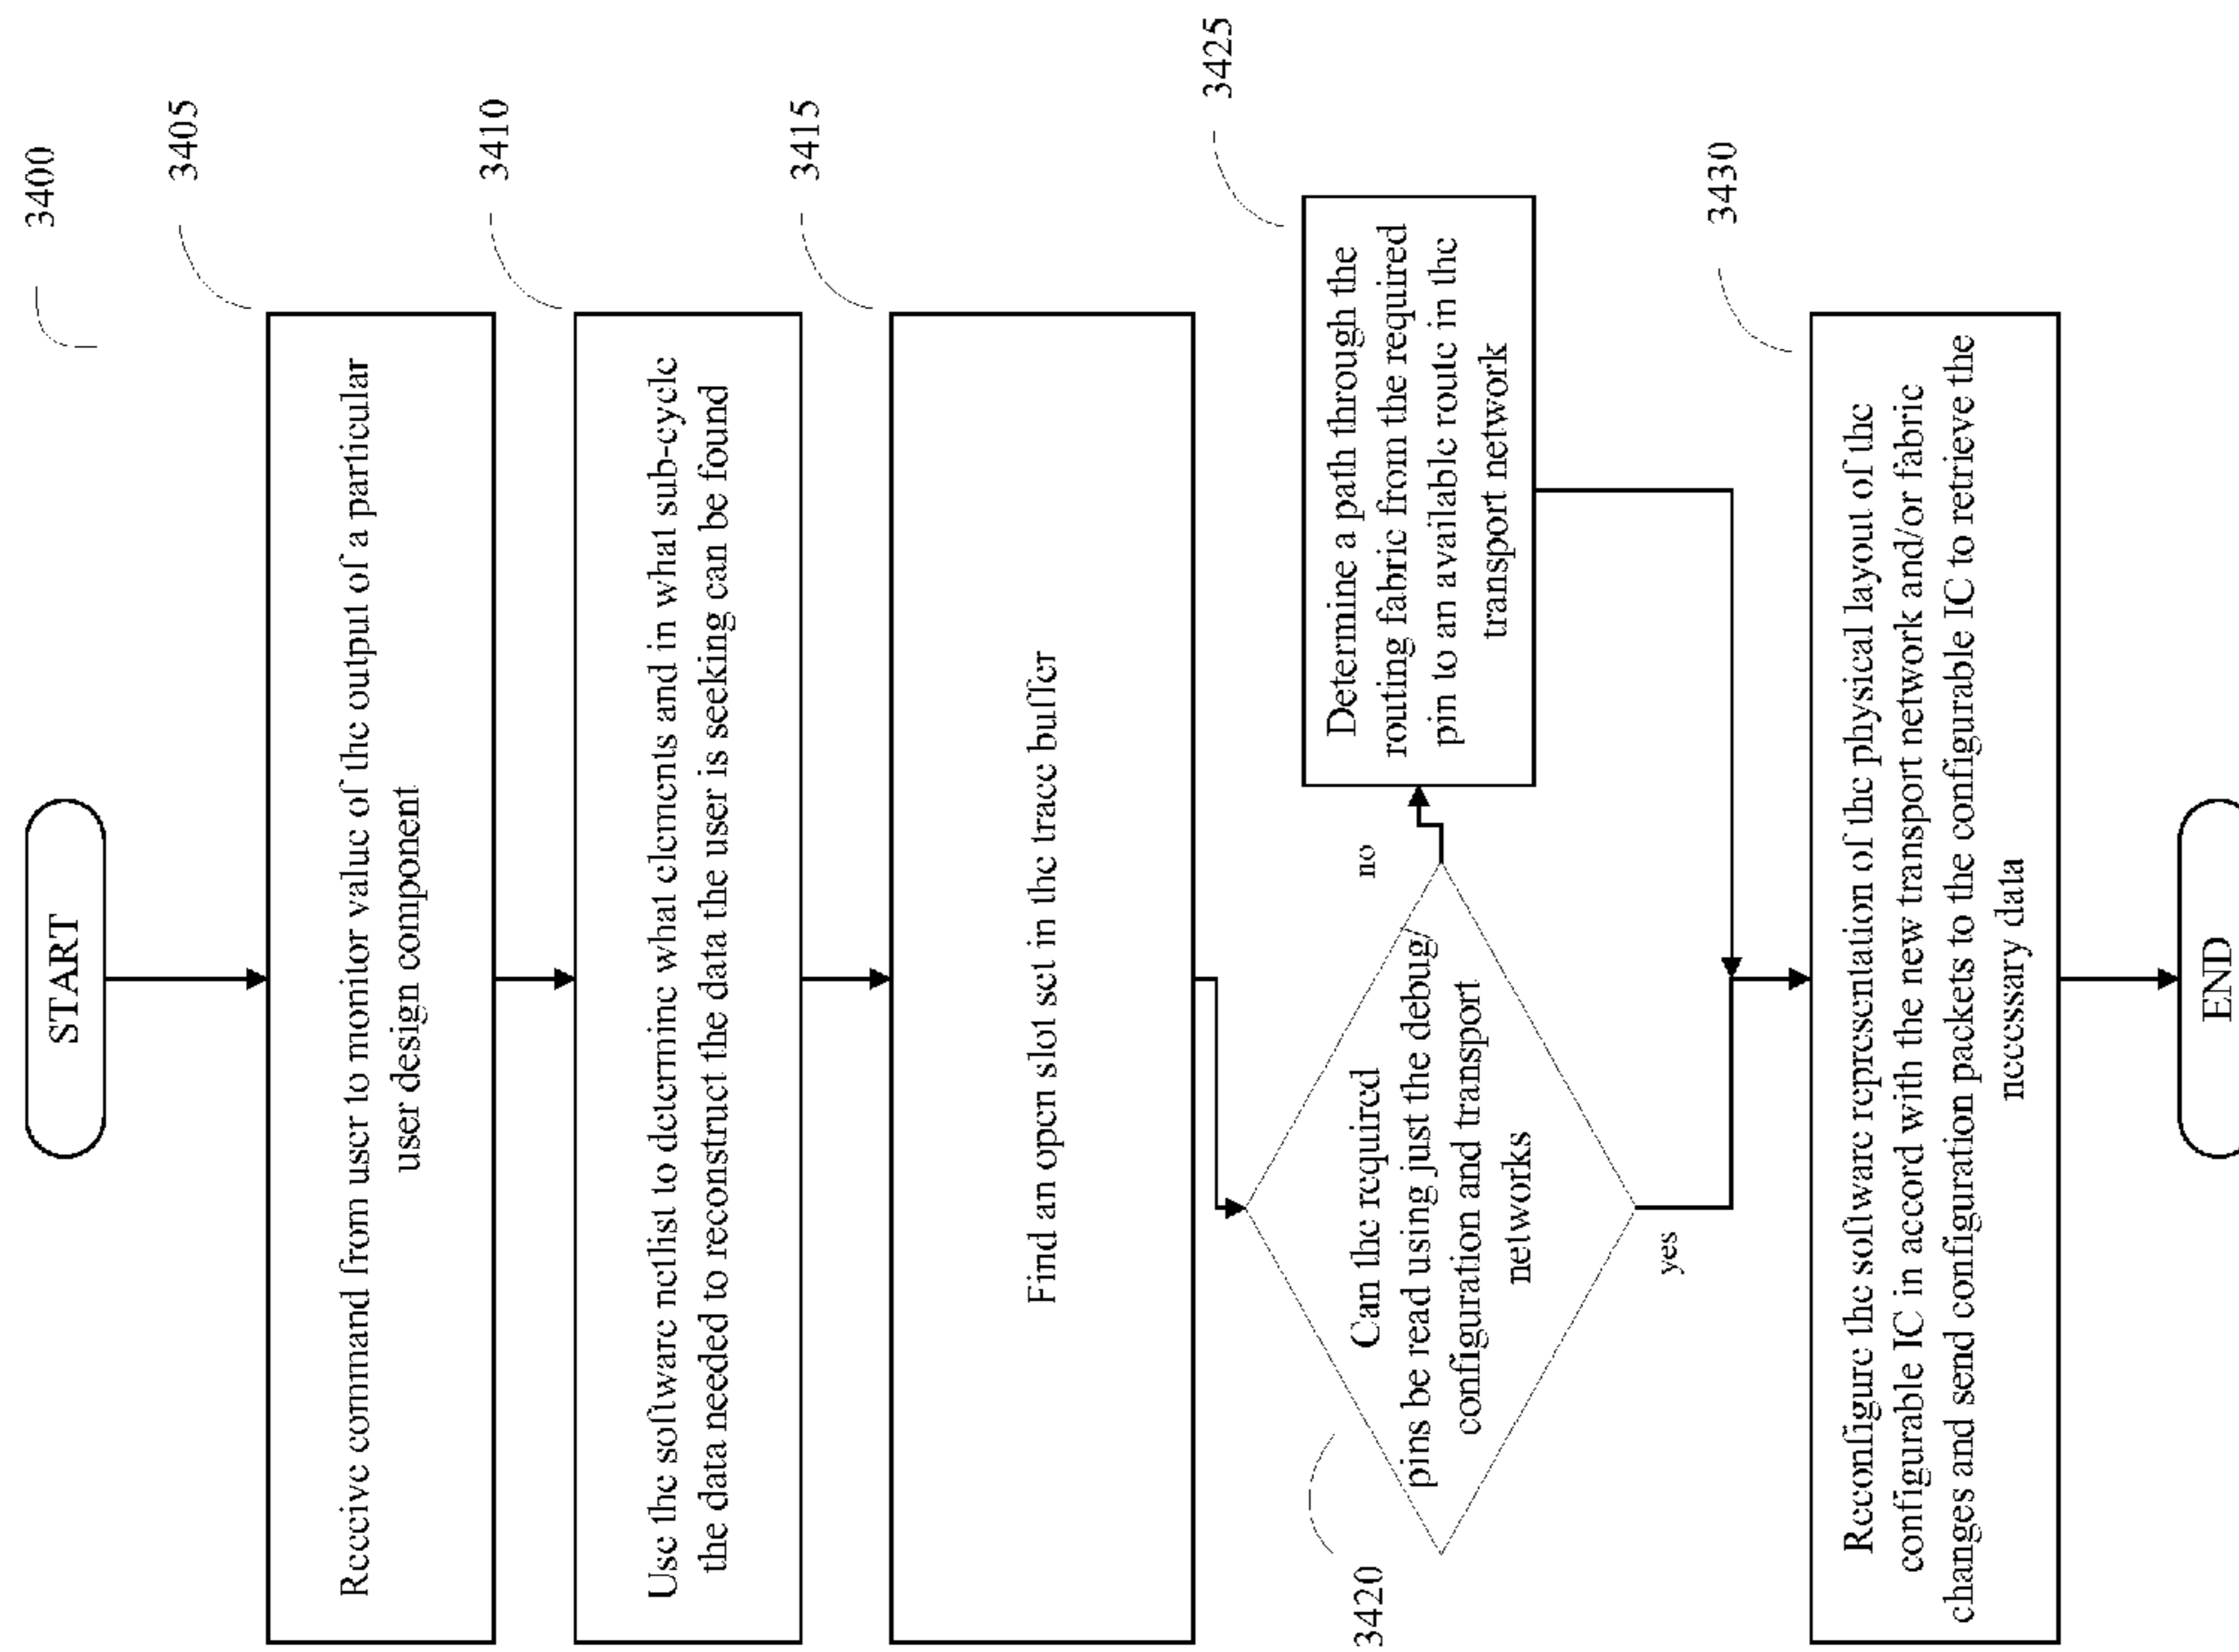 3400
START
3405
Receive command from user to monitor value of the output of a particular
user design component
3410
Use the software netlist to determine what elements and in what sub-cycle
the data needed to reconstruct the data the user is seeking can be found
3415
Find an open slot set in the trace buffer
3420
Can the required
pins be read using just the debug
configuration and transport
networks
no
yes
3425
Determine a path through the
routing fabric from the required
pin to an available route in the
transport network
3430
Reconfigure the software representation of the physical layout of the
configurable IC in accord with the new transport network and/or fabric
changes and send configuration packets to the configurable IC to retrieve the
necessary data
END